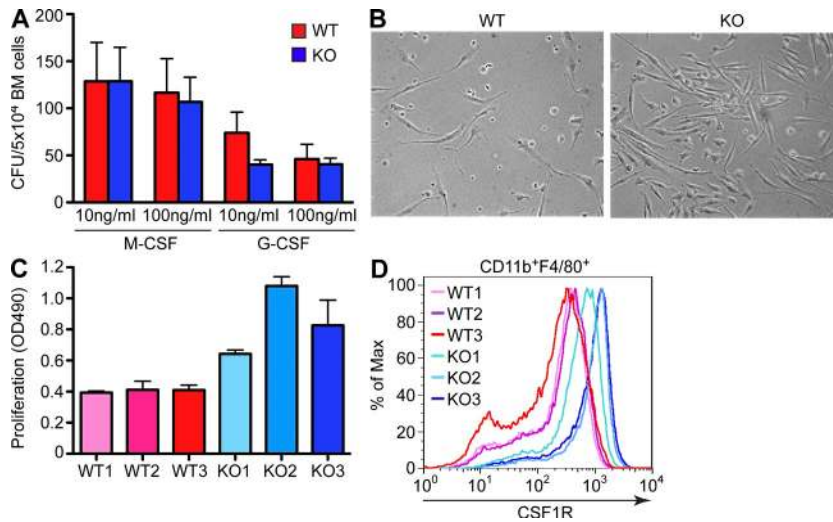 A
WT
KO
CFU/5x10⁴ BM cells
200
150
100
50
0
10ng/ml 100ng/ml 10ng/ml 100ng/ml
M-CSF G-CSF
B
WT KO
C
Proliferation (OD490)
1.2
1.0
0.8
0.6
0.4
0.2
0
WT1 WT2 WT3 KO1 KO2 KO3
D
CD11b⁺F4/80⁺
WT1
WT2
WT3
KO1
KO2
KO3
% of Max
100
80
60
40
20
0
10⁰ 10¹ 10² 10³ 10⁴
CSF1R